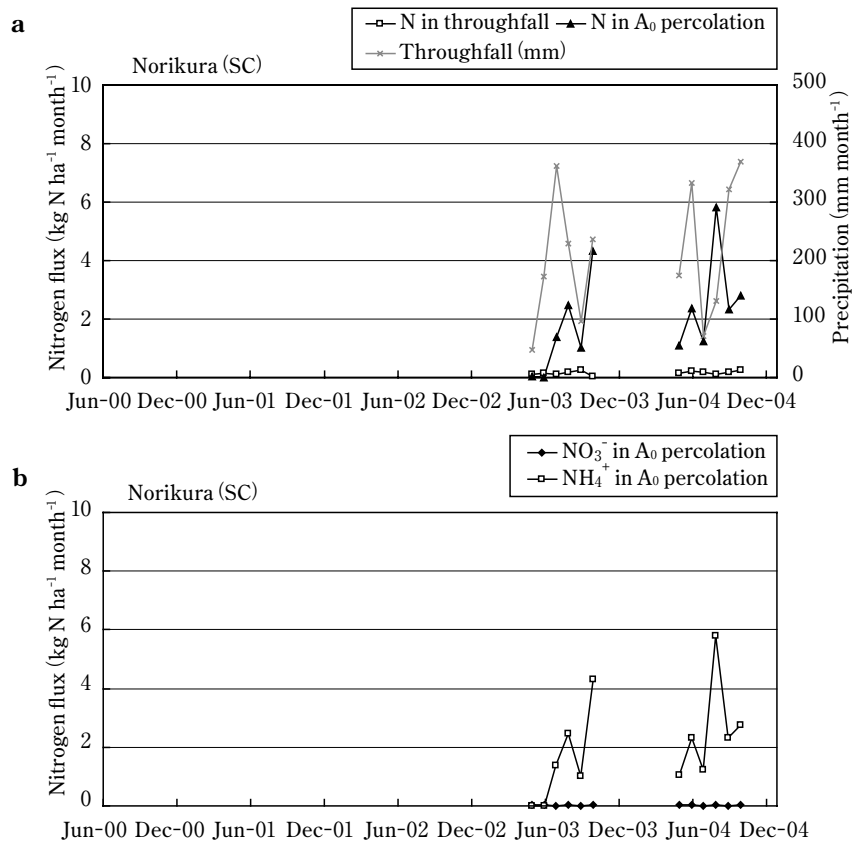 a
N in throughfall N in A₀ percolation
Throughfall (mm)
Norikura (SC)
Nitrogen flux (kg N ha⁻¹ month⁻¹)
10
8
6
4
2
0
500
400
300
200
100
0
Precipitation (mm month⁻¹)
Jun-00 Dec-00 Jun-01 Dec-01 Jun-02 Dec-02 Jun-03 Dec-03 Jun-04 Dec-04
b
NO₃⁻ in A₀ percolation
NH₄⁺ in A₀ percolation
Norikura (SC)
Nitrogen flux (kg N ha⁻¹ month⁻¹)
10
8
6
4
2
0
Jun-00 Dec-00 Jun-01 Dec-01 Jun-02 Dec-02 Jun-03 Dec-03 Jun-04 Dec-04